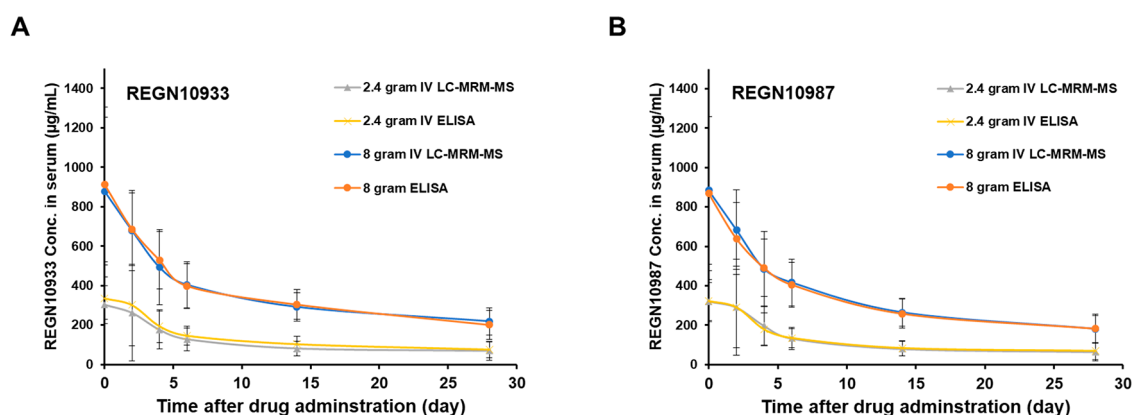 A
REGN10933 Conc. in serum (µg/mL)
1400
1200
1000
800
600
400
200
0
REGN10933
2.4 gram IV LC-MRM-MS
2.4 gram IV ELISA
8 gram IV LC-MRM-MS
8 gram ELISA
0 5 10 15 20 25 30
Time after drug adminstration (day)
B
REGN10987 Conc. in serum (µg/mL)
1400
1200
1000
800
600
400
200
0
REGN10987
2.4 gram IV LC-MRM-MS
2.4 gram IV ELISA
8 gram IV LC-MRM-MS
8 gram ELISA
0 5 10 15 20 25 30
Time after drug adminstration (day)